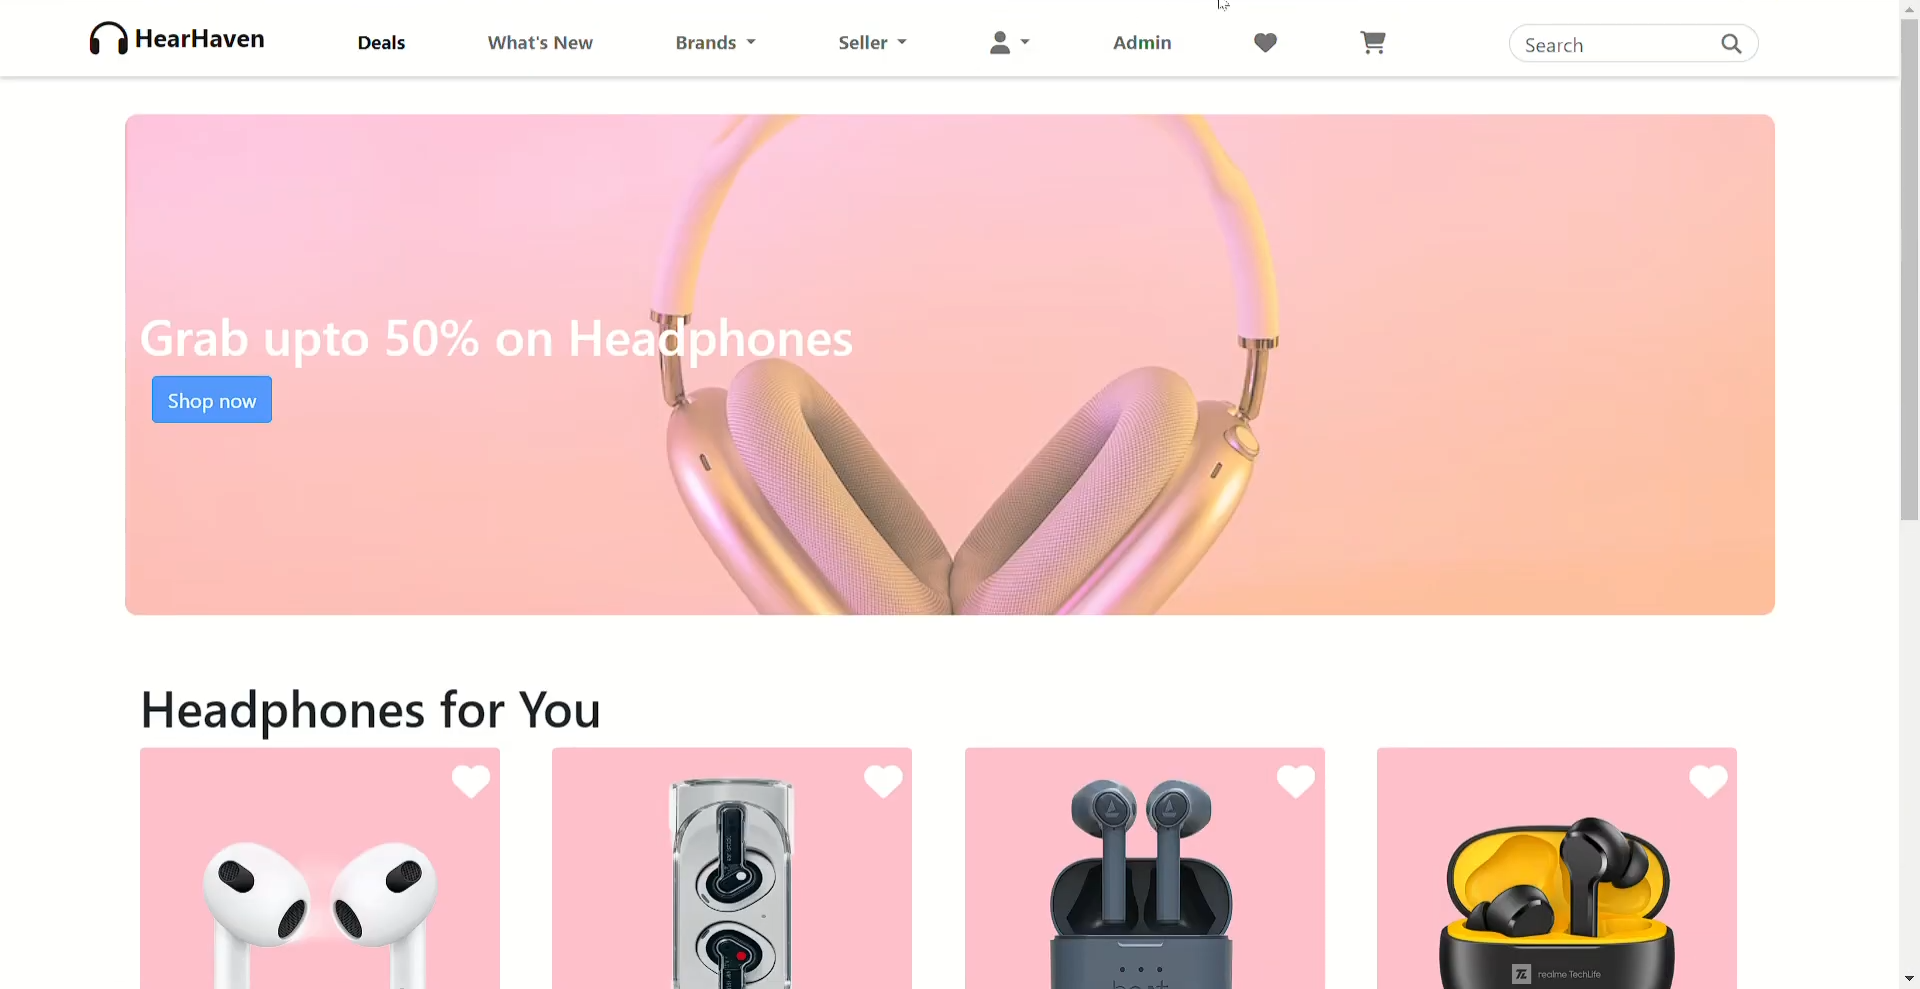 HearHaven
Deals
What's New
Brands
Seller
Admin
Search
Grab upto 50% on Headphones
Shop now
Headphones for You
realme TechLife